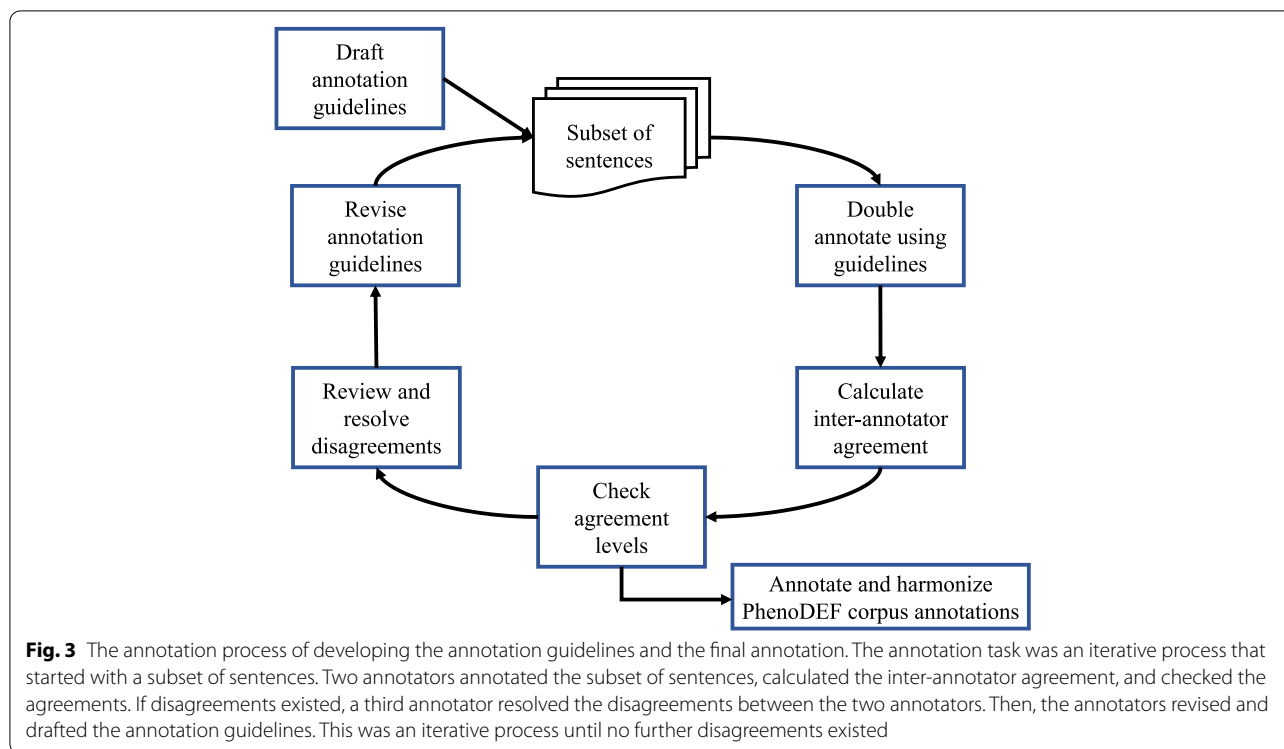 Draft
annotation
guidelines
Subset of
sentences
Revise
annotation
guidelines
Double
annotate using
guidelines
Review and
resolve
disagreements
Calculate
inter-annotator
agreement
Check
agreement
levels
Annotate and harmonize
PhenoDEF corpus annotations
Fig. 3 The annotation process of developing the annotation guidelines and the final annotation. The annotation task was an iterative process that
started with a subset of sentences. Two annotators annotated the subset of sentences, calculated the inter-annotator agreement, and checked the
agreements. If disagreements existed, a third annotator resolved the disagreements between the two annotators. Then, the annotators revised and
drafted the annotation guidelines. This was an iterative process until no further disagreements existed